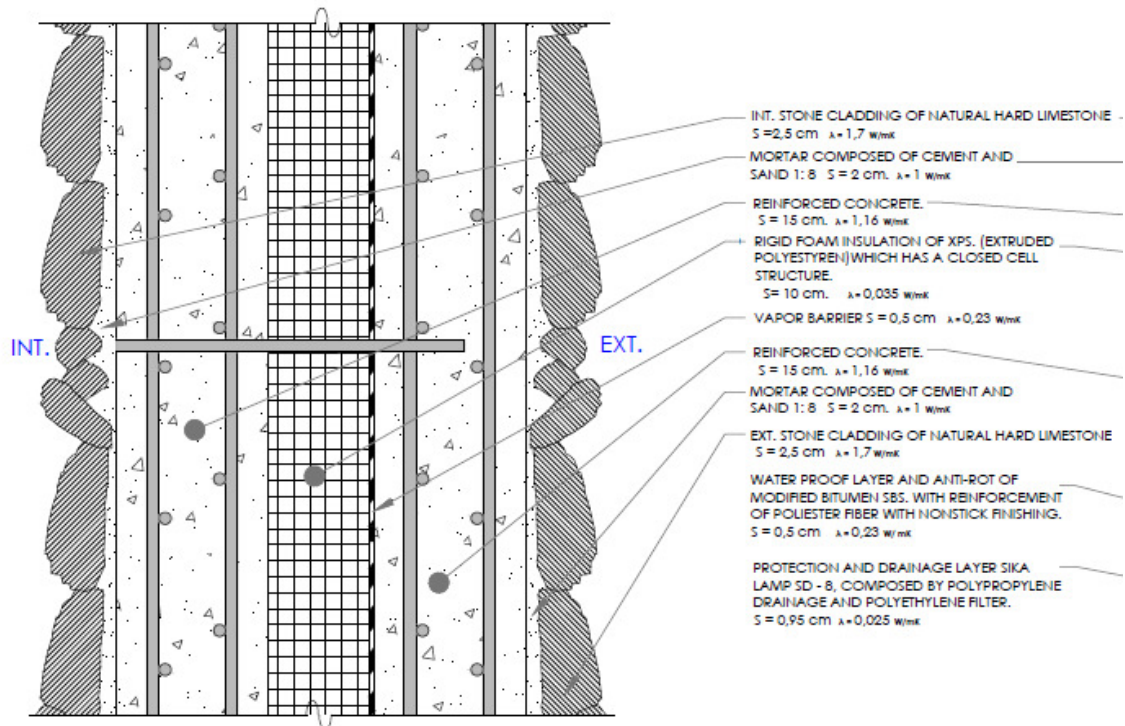 INT. STONE CLADDING OF NATURAL HARD LIMESTONE
S =2,5 cm λ= 1,7 W/mK
MORTAR COMPOSED OF CEMENT AND
SAND 1: 8 S = 2 cm. λ= 1 W/mK
REINFORCED CONCRETE.
S = 15 cm. λ= 1,16 W/mK
RIGID FOAM INSULATION OF XPS. (EXTRUDED
POLYESTYREN)WHICH HAS A CLOSED CELL
STRUCTURE.
S= 10 cm. λ=0,035 W/mK
INT.
EXT.
VAPOR BARRIER S = 0,5 cm λ=0,23 W/mK
REINFORCED CONCRETE.
S = 15 cm. λ= 1,16 W/mK
MORTAR COMPOSED OF CEMENT AND
SAND 1: 8 S = 2 cm. λ= 1 W/mK
EXT. STONE CLADDING OF NATURAL HARD LIMESTONE
S = 2,5 cm λ=1,7 W/mK
WATER PROOF LAYER AND ANTI-ROT OF
MODIFIED BITUMEN SBS. WITH REINFORCEMENT
OF POLIESTER FIBER WITH NONSTICK FINISHING.
S = 0,5 cm λ=0,23 W/mK
PROTECTION AND DRAINAGE LAYER SIKA
LAMP SD - 8, COMPOSED BY POLYPROPYLENE
DRAINAGE AND POLYETHYLENE FILTER.
S = 0,95 cm λ=0,025 W/mK